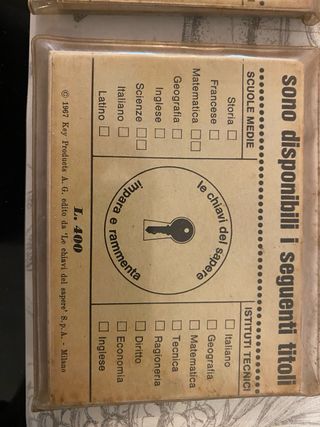 sono disponibili i seguenti titoli
SCUOLE MEDIE
Storia
Francese
Matematica
Geografia
Inglese
Scienze
Italiano
Latino
le chiavi del sapere
impara e rammenta
ISTITUTI TECNICI
Italiano
Geografia
Matematica
Tecnica
Ragioneria
Diritto
Economia
Inglese
L. 400
© 1967 Key Products A. G. edito da 'Le chiavi del sapere' S.p.A. - Milano